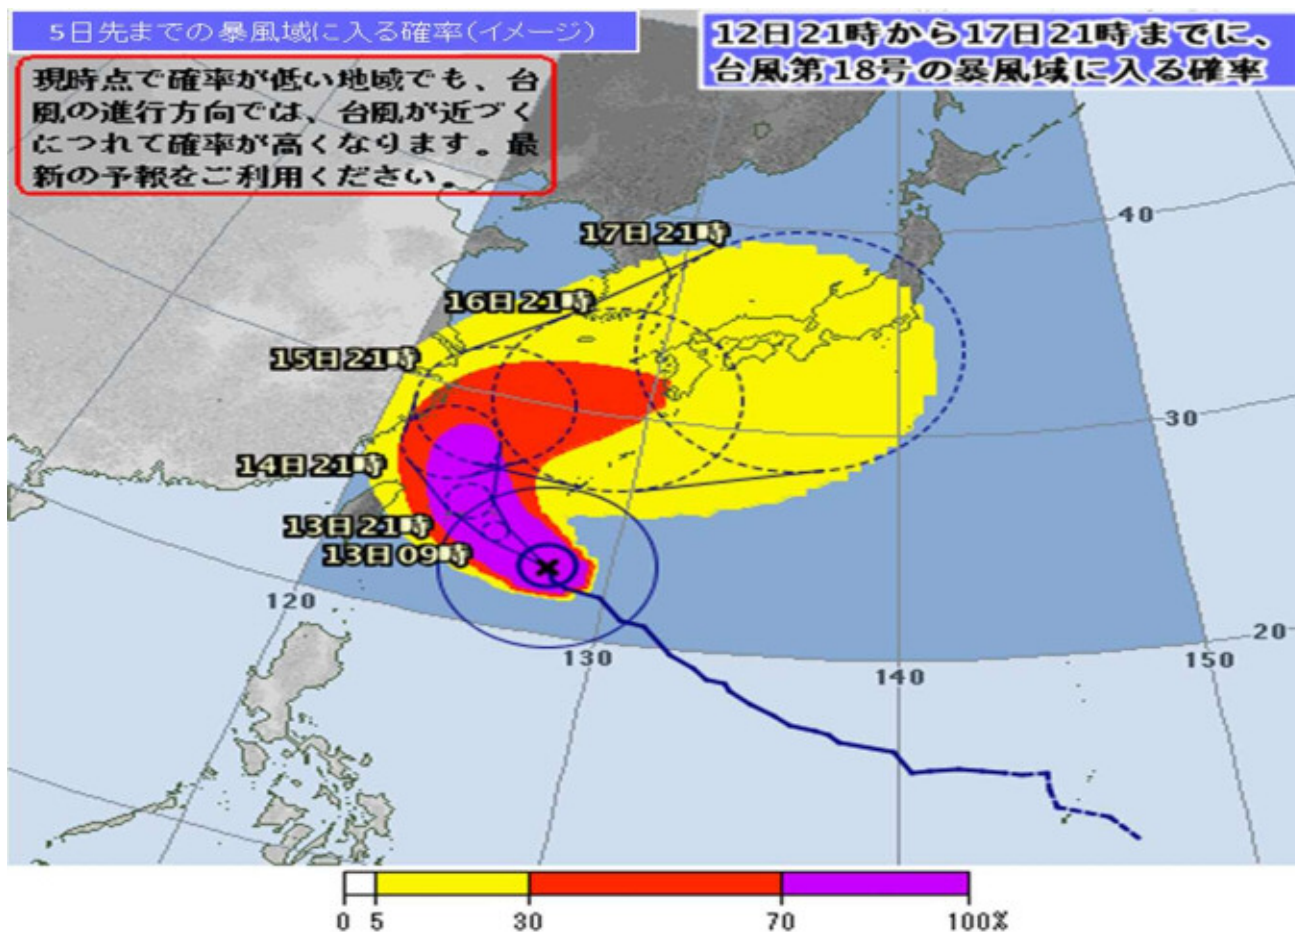 5日先までの暴風域に入る確率(イメージ)
12日21時から17日21時までに、
台風第18号の暴風域に入る確率
現時点で確率が低い地域でも、台
風の進行方向では、台風が近づく
につれて確率が高くなります。最
新の予報をご利用ください。
17日21時
16日21時
15日21時
14日21時
13日21時
13日09時
40
30
20
120
130
140
150
0 5 30 70 100%